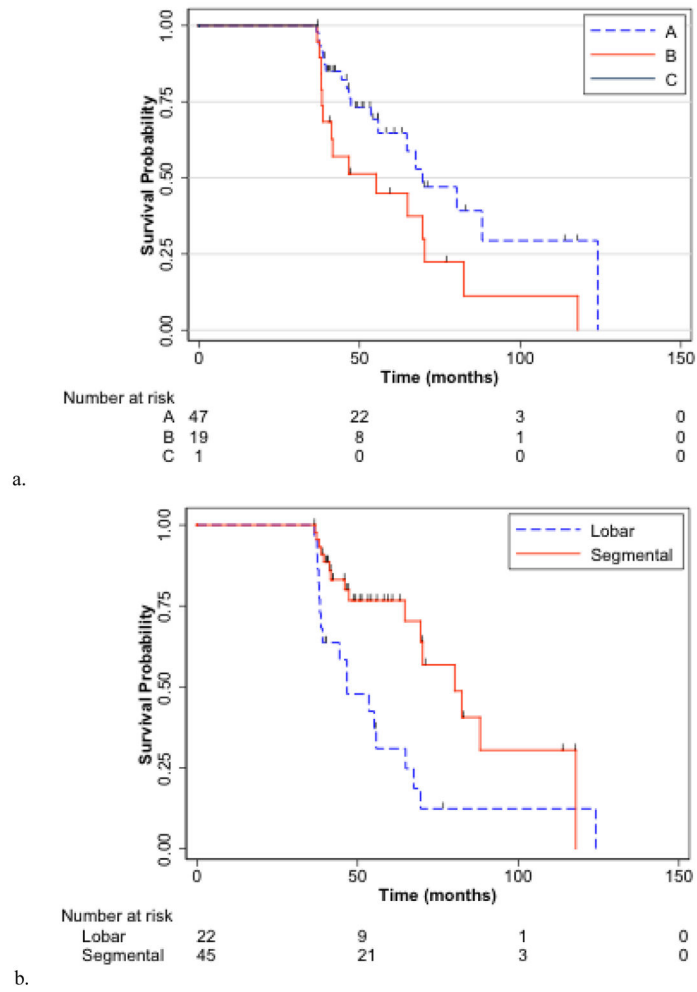 1.00
0.75
0.50
0.25
0.00
Survival Probability
A
B
C
0 50 100 150
Time (months)
Number at risk
A 47 22 3 0
B 19 8 1 0
C 1 0 0 0
a.
1.00
0.75
0.50
0.25
0.00
Survival Probability
Lobar
Segmental
0 50 100 150
Time (months)
Number at risk
Lobar 22 9 1 0
Segmental 45 21 3 0
b.